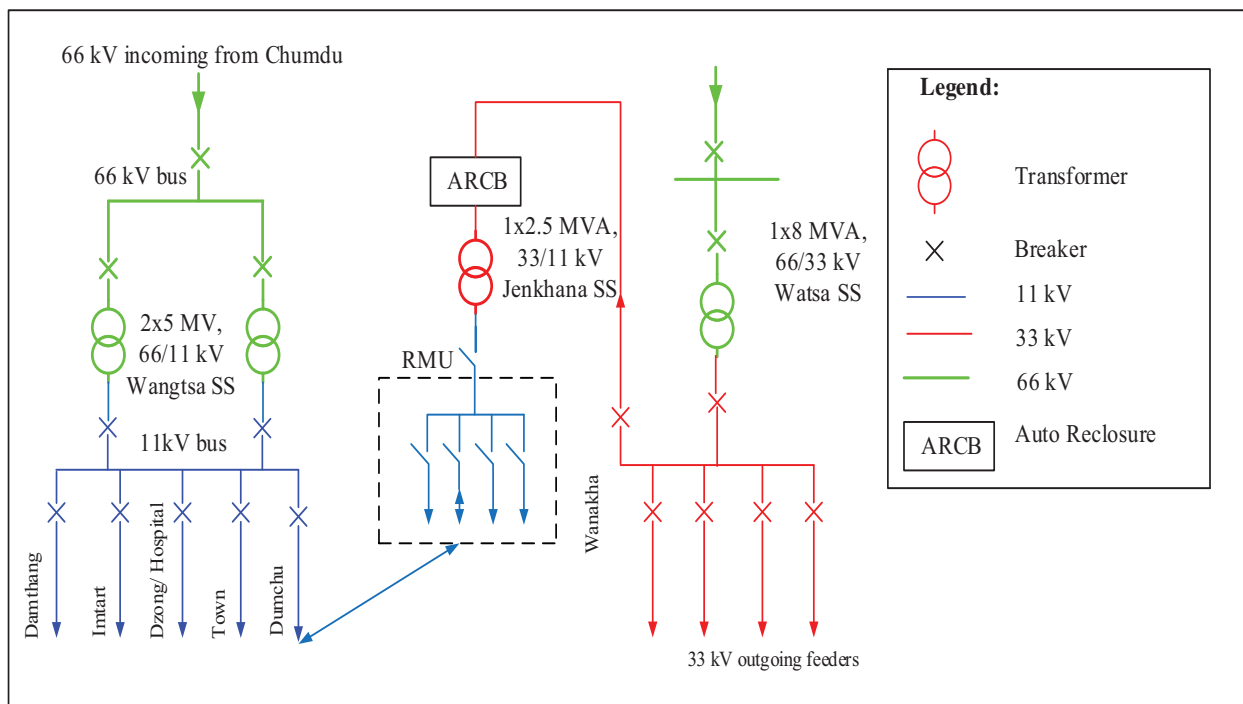 66 kV incoming from Chumdu
66 kV bus
2x5 MV,
66/11 kV
Wangtsa SS
11kV bus
Damthang
Imtart
Dzong/ Hospital
Town
Dumchu
ARCB
1x2.5 MVA,
33/11 kV
Jenkhana SS
RMU
Wanakha
1x8 MVA,
66/33 kV
Watsa SS
33 kV outgoing feeders
Legend:
Transformer
Breaker
11 kV
33 kV
66 kV
ARCB
Auto Reclosure